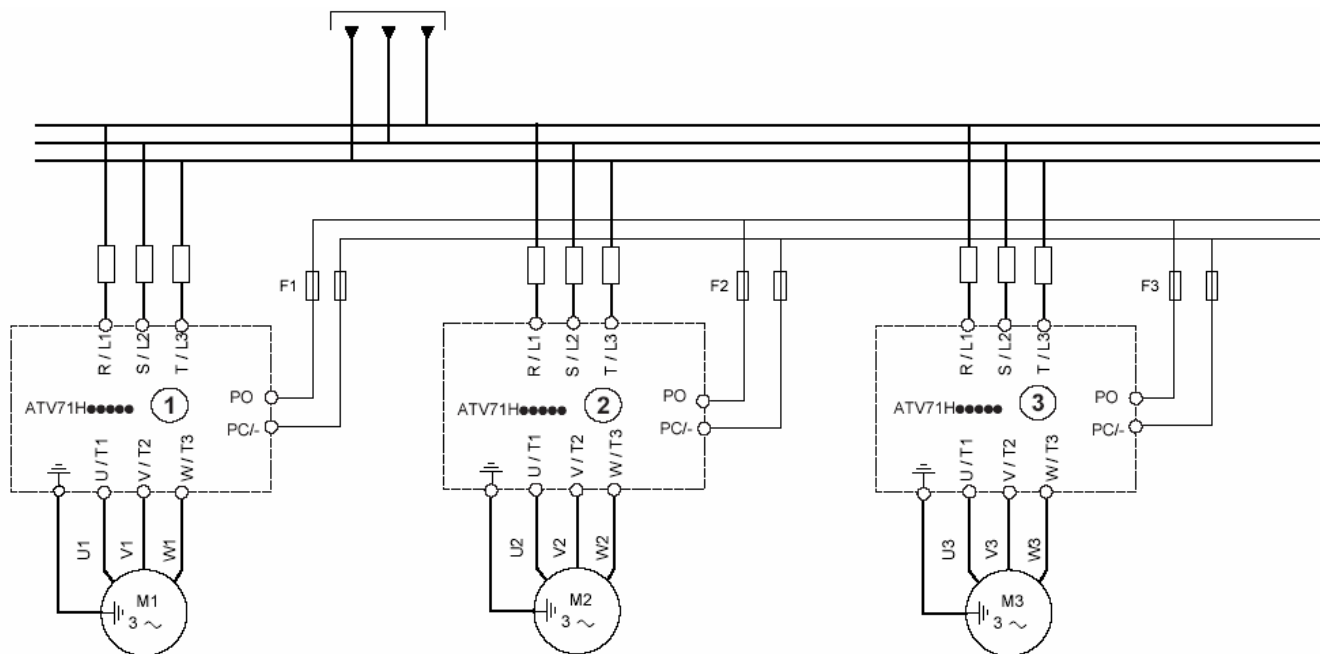 F1
F2
F3
R / L1
S / L2
T / L3
R / L1
S / L2
T / L3
R / L1
S / L2
T / L3
PO
PO
PO
ATV71H●●●●●
1
ATV71H●●●●●
2
ATV71H●●●●●
3
PC/-
PC/-
PC/-
U / T1
V / T2
W / T3
U / T1
V / T2
W / T3
U / T1
V / T2
W / T3
U1
V1
W1
U2
V2
W2
U3
V3
W3
M1
3 ~
M2
3 ~
M3
3 ~